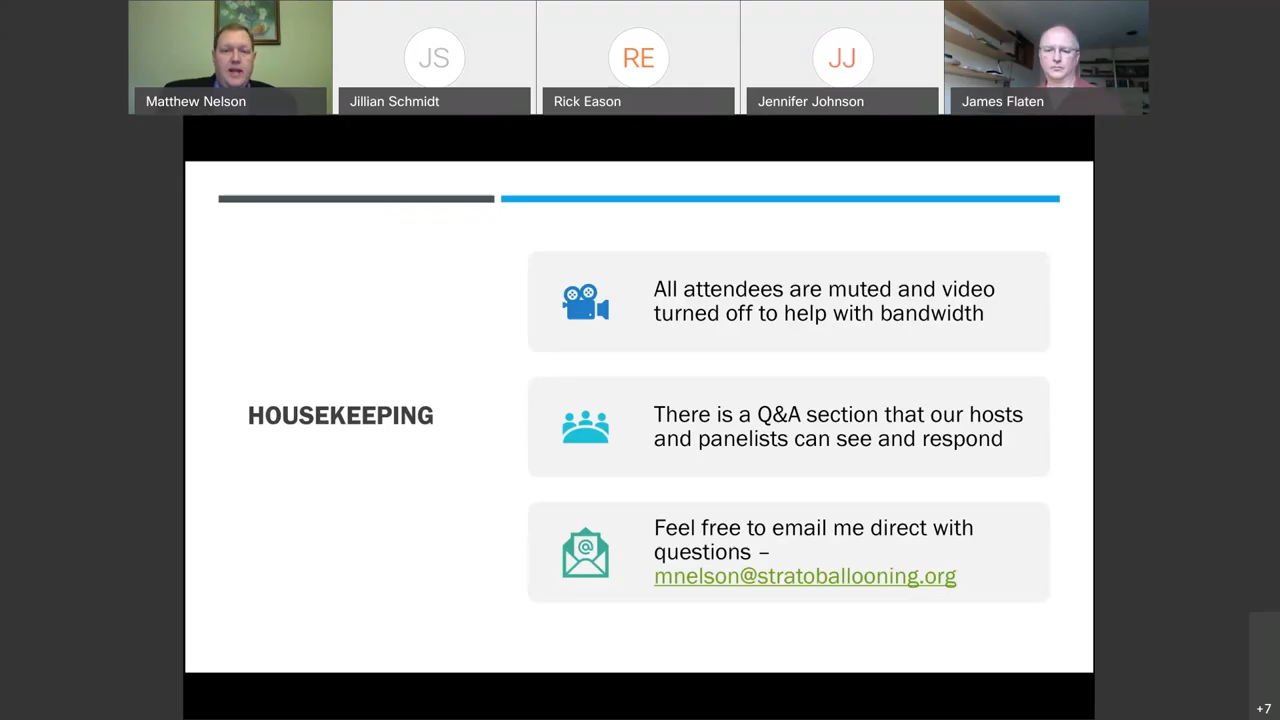 JS
RE
JJ
Matthew Nelson
Jillian Schmidt
Rick Eason
Jennifer Johnson
James Flaten
HOUSEKEEPING
All attendees are muted and video
turned off to help with bandwidth
There is a Q&A section that our hosts
and panelists can see and respond
@
Feel free to email me direct with
questions –
mnelson@stratoballooning.org
+7